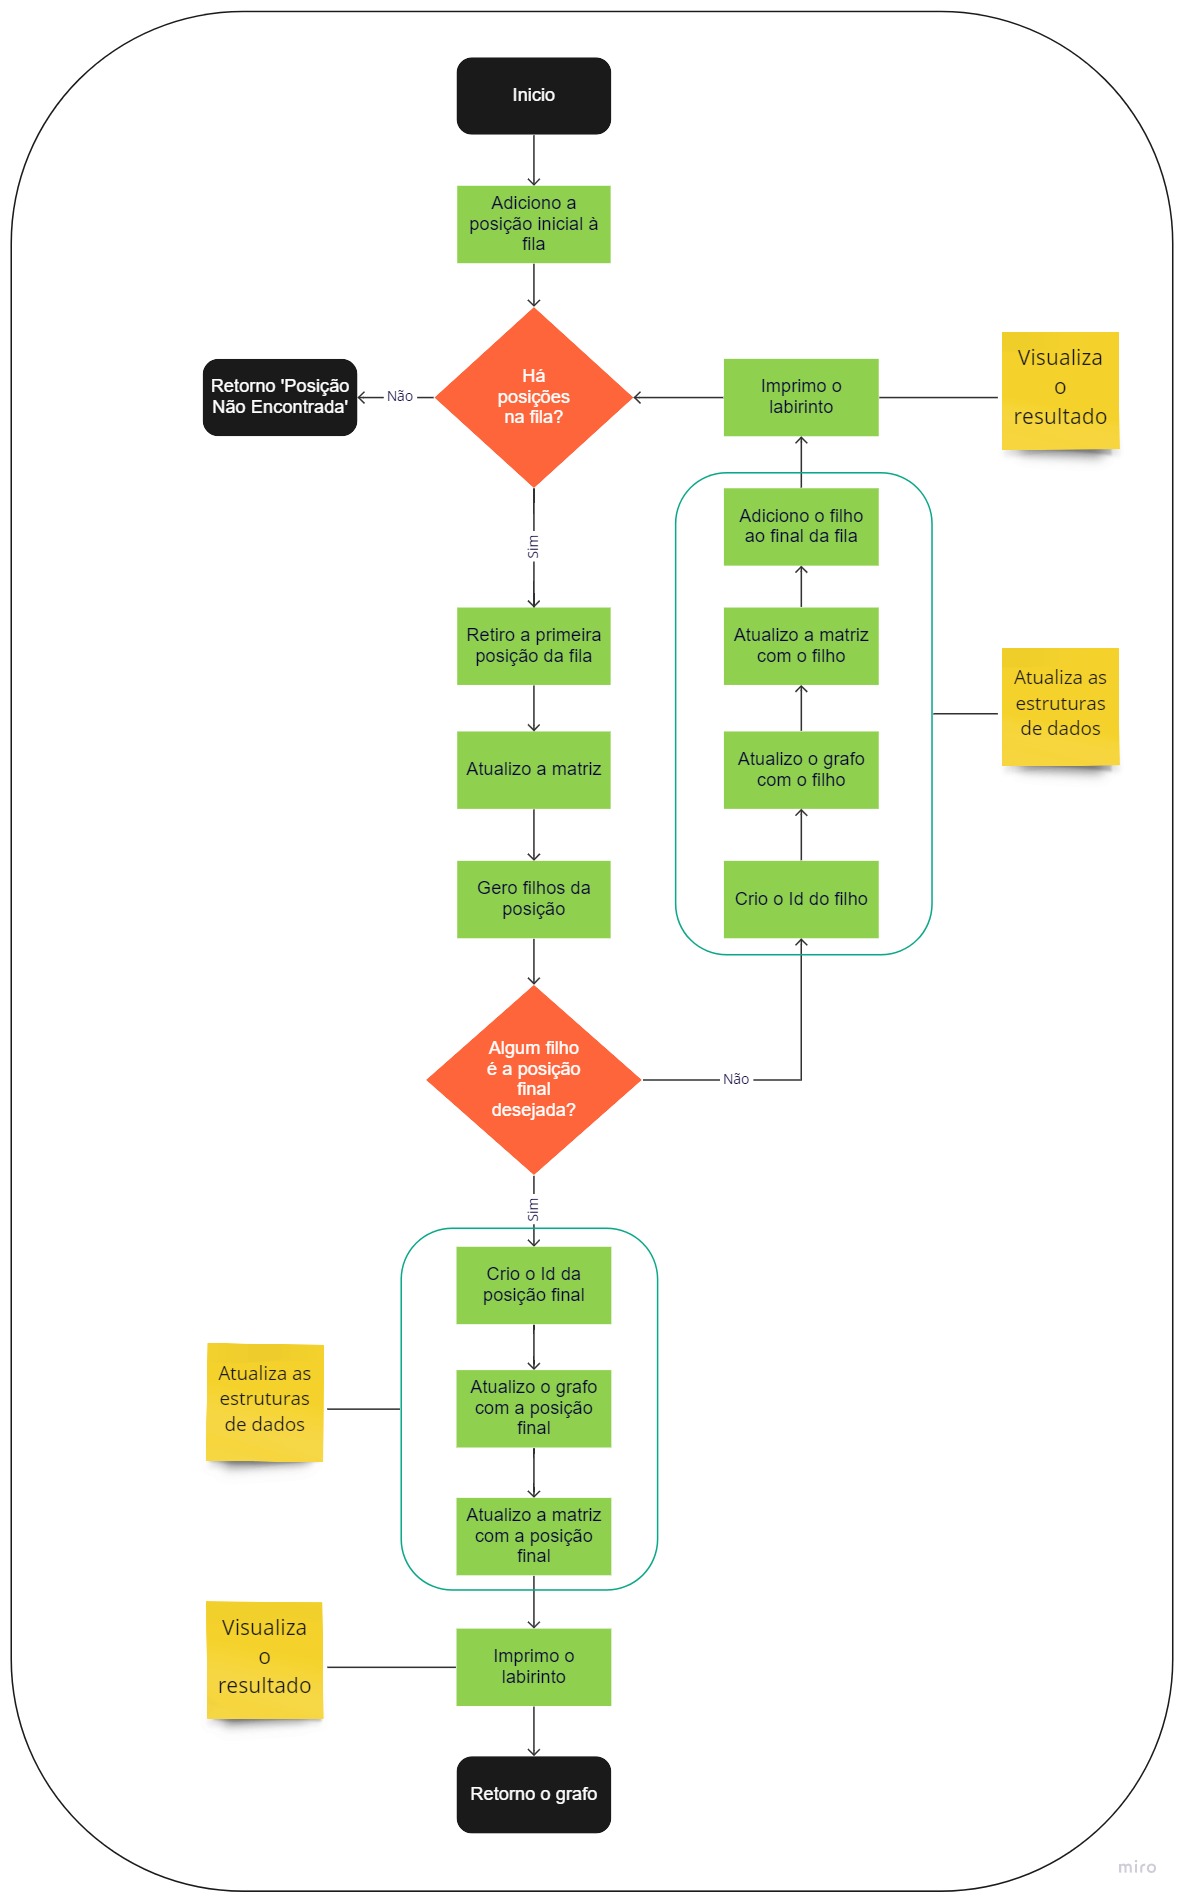 Inicio
Adiciono a
posição inicial à
fila
Há
posições
na fila?
Não
Retorno 'Posição
Não Encontrada'
Sim
Retiro a primeira
posição da fila
Atualizo a matriz
Gero filhos da
posição
Algum filho
é a posição
final
desejada?
Não
Crio o Id do filho
Atualizo o grafo
com o filho
Atualizo a matriz
com o filho
Adiciono o filho
ao final da fila
Atualiza as
estruturas
de dados
Imprimo o
labirinto
Visualiza
o
resultado
Sim
Crio o Id da
posição final
Atualizo o grafo
com a posição
final
Atualizo a matriz
com a posição
final
Atualiza as
estruturas
de dados
Imprimo o
labirinto
Visualiza
o
resultado
Retorno o grafo
miro